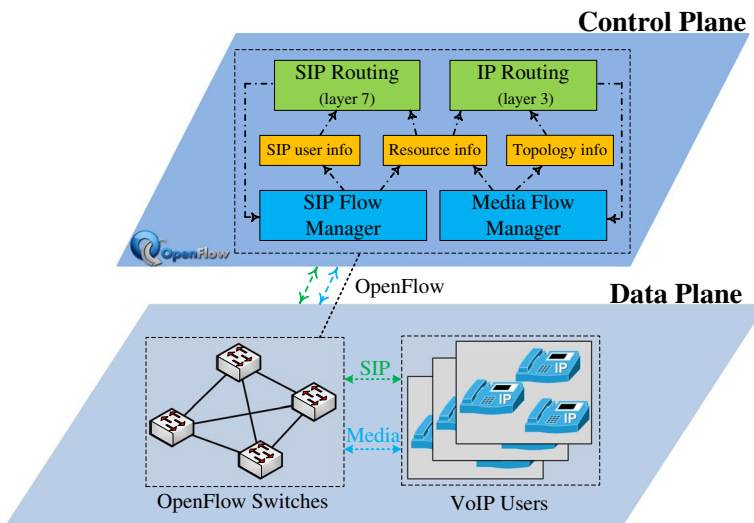 Control Plane
SIP Routing
(layer 7)
IP Routing
(layer 3)
SIP user info
Resource info
Topology info
SIP Flow
Manager
Media Flow
Manager
OpenFlow
OpenFlow
Data Plane
SIP
Media
IP
IP
IP
OpenFlow Switches
VoIP Users